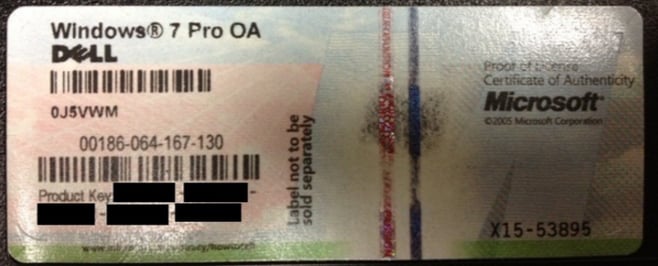 Windows® 7 Pro OA
DELL
0J5VWM
00186-064-167-130
Product Key:
Label not to be
sold separately
Proof of License
Certificate of Authenticity
Microsoft®
©2005 Microsoft Corporation
X15-53895